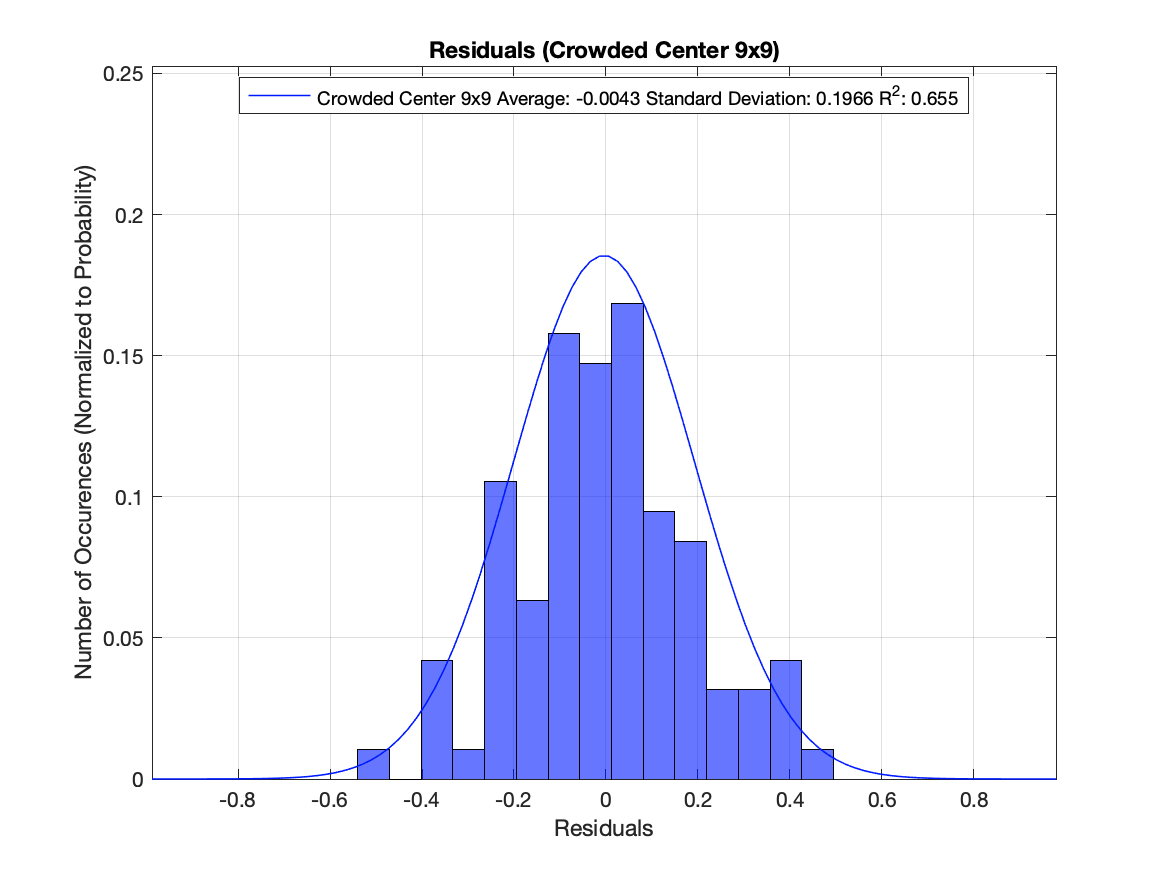 Residuals (Crowded Center 9x9)
Crowded Center 9x9 Average: -0.0043 Standard Deviation: 0.1966 R²: 0.655
Number of Occurences (Normalized to Probability)
0.25
0.2
0.15
0.1
0.05
0
-0.8 -0.6 -0.4 -0.2 0 0.2 0.4 0.6 0.8
Residuals